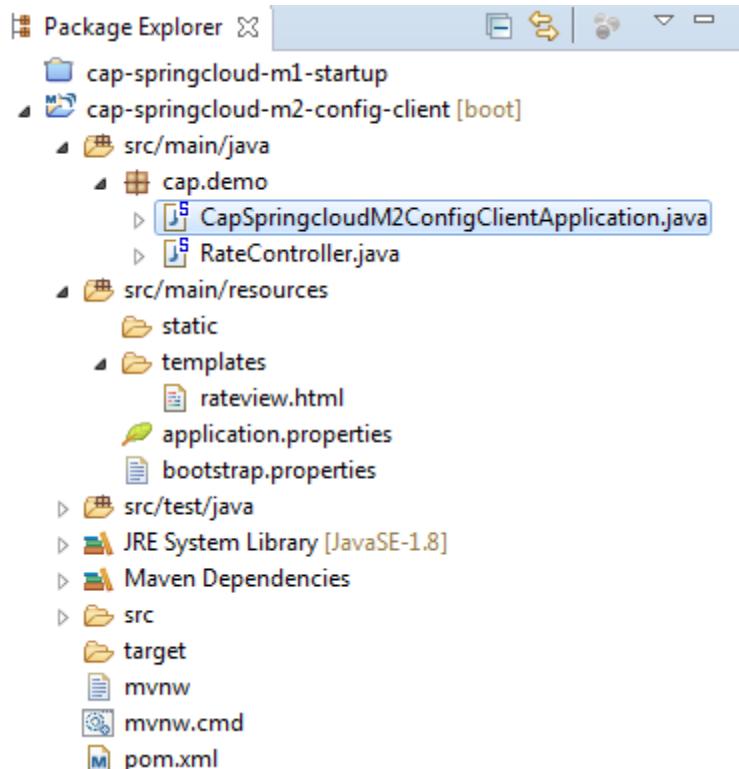 Package Explorer
cap-springcloud-m1-startup
cap-springcloud-m2-config-client [boot]
src/main/java
cap.demo
CapSpringcloudM2ConfigClientApplication.java
RateController.java
src/main/resources
static
templates
rateview.html
application.properties
bootstrap.properties
src/test/java
JRE System Library [JavaSE-1.8]
Maven Dependencies
src
target
mvnw
mvnw.cmd
pom.xml